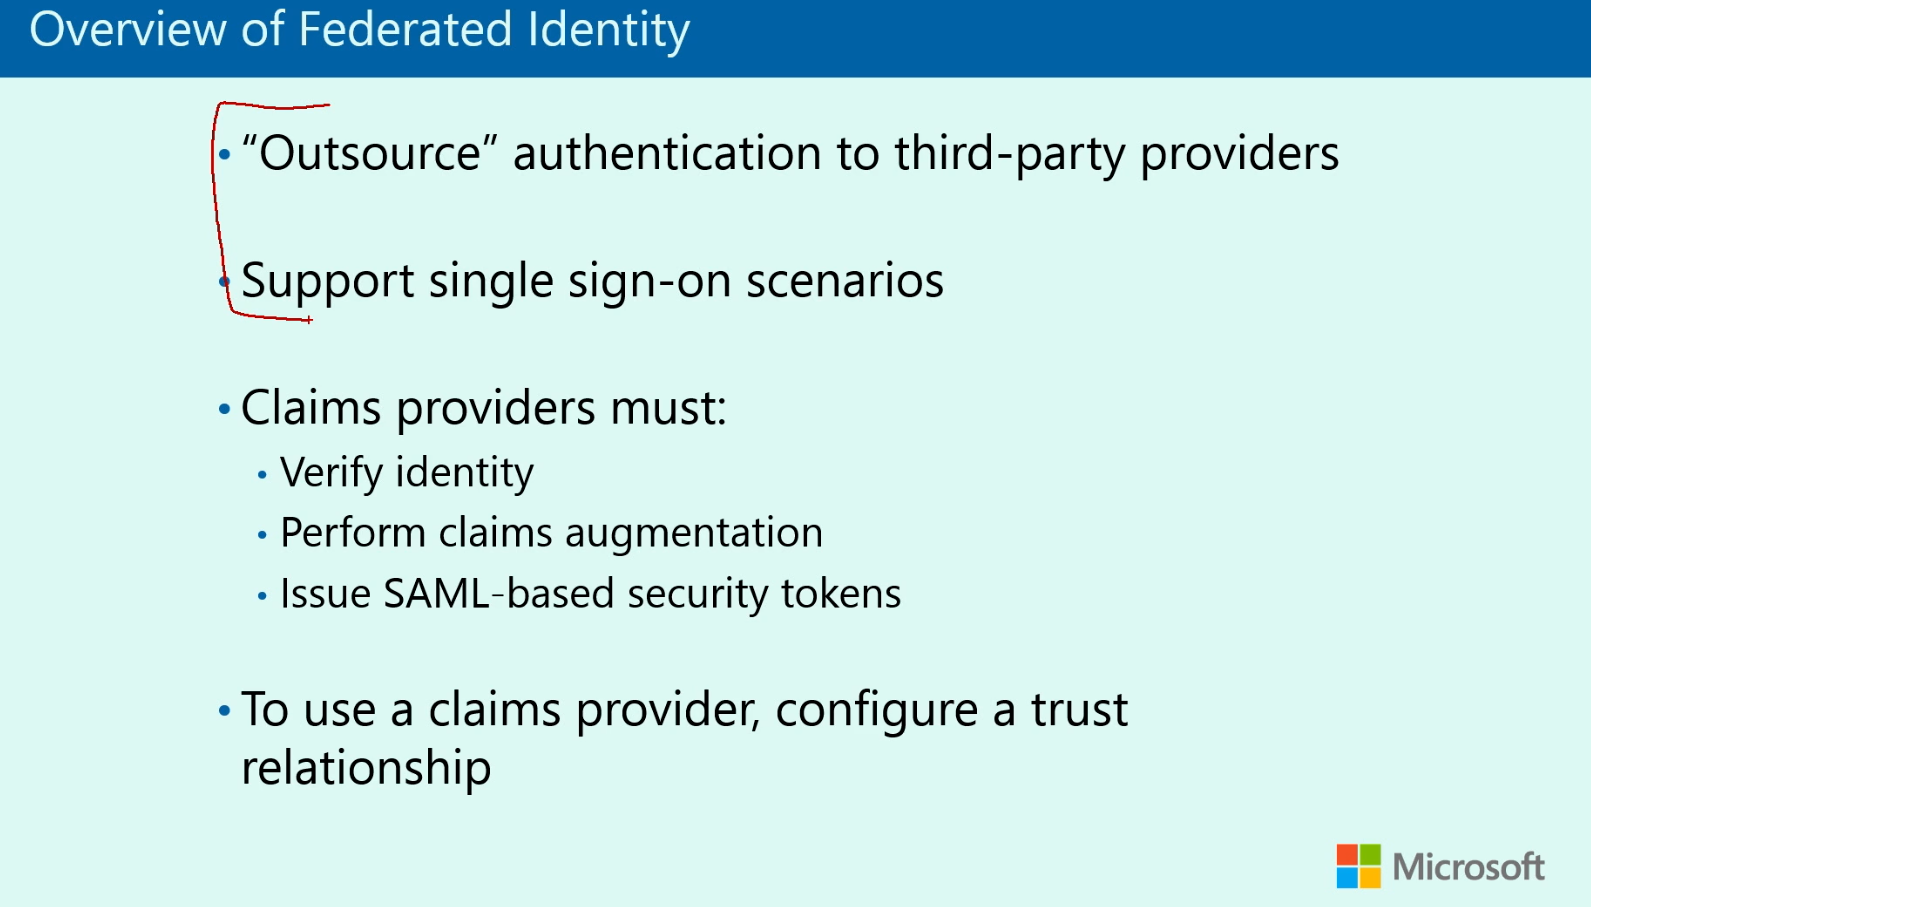 Overview of Federated Identity
• “Outsource” authentication to third-party providers
• Support single sign-on scenarios
• Claims providers must:
• Verify identity
• Perform claims augmentation
• Issue SAML-based security tokens
• To use a claims provider, configure a trust
relationship
Microsoft